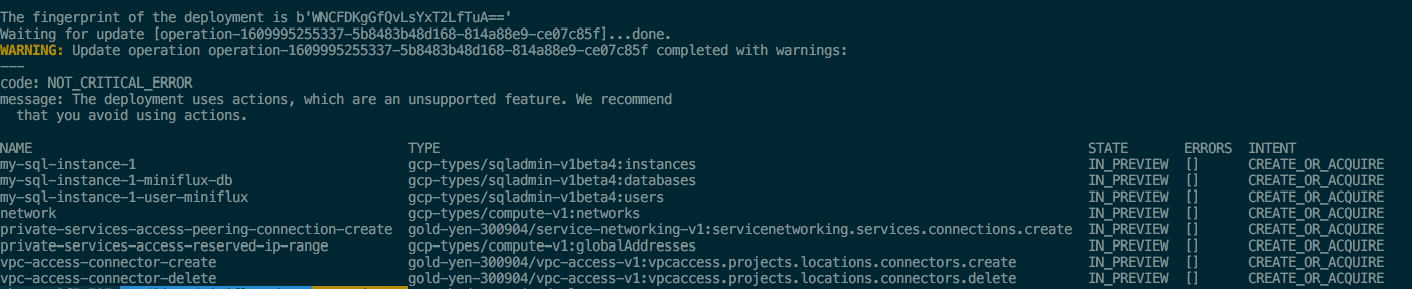 The fingerprint of the deployment is b'WNCFDKgGfQvLsYxT2LfTuA=='
Waiting for update [operation-1609995255337-5b8483b48d168-814a88e9-ce07c85f]...done.
WARNING: Update operation operation-1609995255337-5b8483b48d168-814a88e9-ce07c85f completed with warnings:
---
code: NOT_CRITICAL_ERROR
message: The deployment uses actions, which are an unsupported feature. We recommend
that you avoid using actions.
NAME TYPE STATE ERRORS INTENT
my-sql-instance-1 gcp-types/sqladmin-v1beta4:instances IN_PREVIEW [] CREATE_OR_ACQUIRE
my-sql-instance-1-miniflux-db gcp-types/sqladmin-v1beta4:databases IN_PREVIEW [] CREATE_OR_ACQUIRE
my-sql-instance-1-user-miniflux gcp-types/sqladmin-v1beta4:users IN_PREVIEW [] CREATE_OR_ACQUIRE
network gcp-types/compute-v1:networks IN_PREVIEW [] CREATE_OR_ACQUIRE
private-services-access-peering-connection-create gold-yen-300904/service-networking-v1:servicenetworking.services.connections.create IN_PREVIEW [] CREATE_OR_ACQUIRE
private-services-access-reserved-ip-range gcp-types/compute-v1:globalAddresses IN_PREVIEW [] CREATE_OR_ACQUIRE
vpc-access-connector-create gold-yen-300904/vpc-access-v1:vpcaccess.projects.locations.connectors.create IN_PREVIEW [] CREATE_OR_ACQUIRE
vpc-access-connector-delete gold-yen-300904/vpc-access-v1:vpcaccess.projects.locations.connectors.delete IN_PREVIEW [] CREATE_OR_ACQUIRE